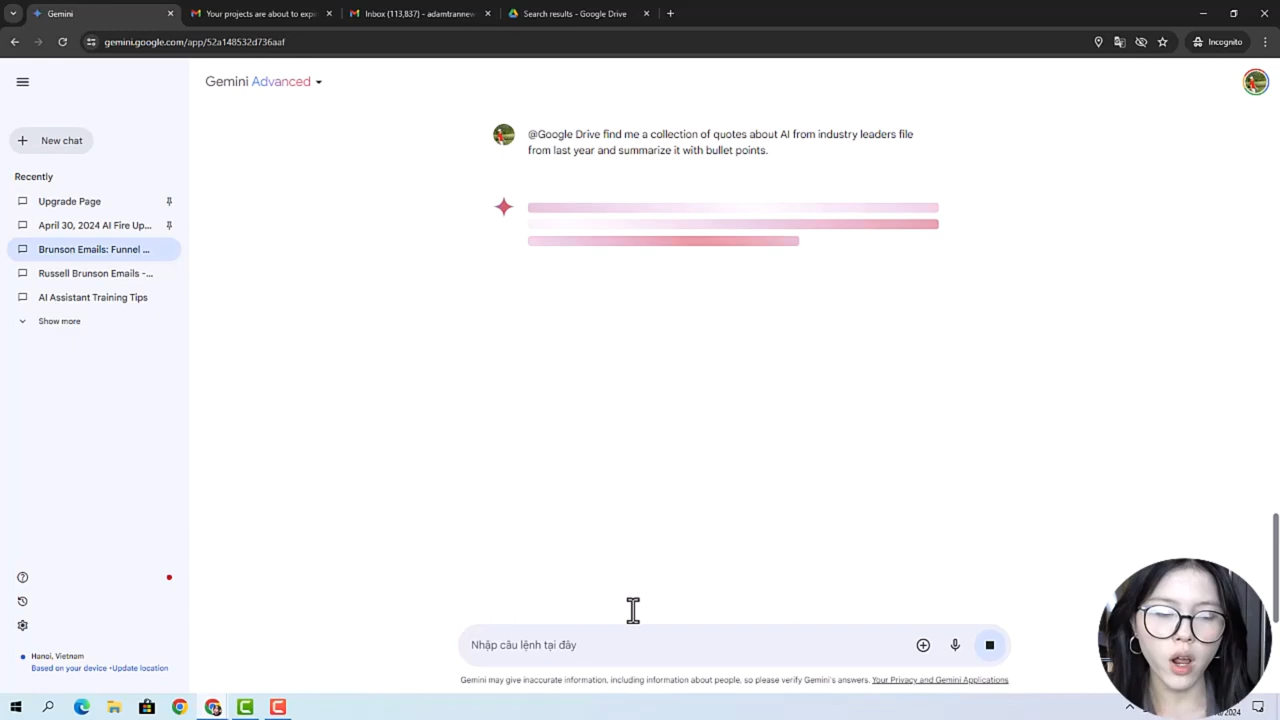 Gemini
Your projects are about to expi
Inbox (113,837) - adamtrannew
Search results - Google Drive
gemini.google.com/app/52a148532d736aaf
Incognito
Gemini Advanced
New chat
Recently
Upgrade Page
April 30, 2024 AI Fire Up...
Brunson Emails: Funnel ...
Russell Brunson Emails -...
AI Assistant Training Tips
Show more
@Google Drive find me a collection of quotes about AI from industry leaders file
from last year and summarize it with bullet points.
Nhập câu lệnh tại đây
Hanoi, Vietnam
Based on your device • Update location
Gemini may give inaccurate information, including information about people, so please verify Gemini's answers. Your Privacy and Gemini Applications